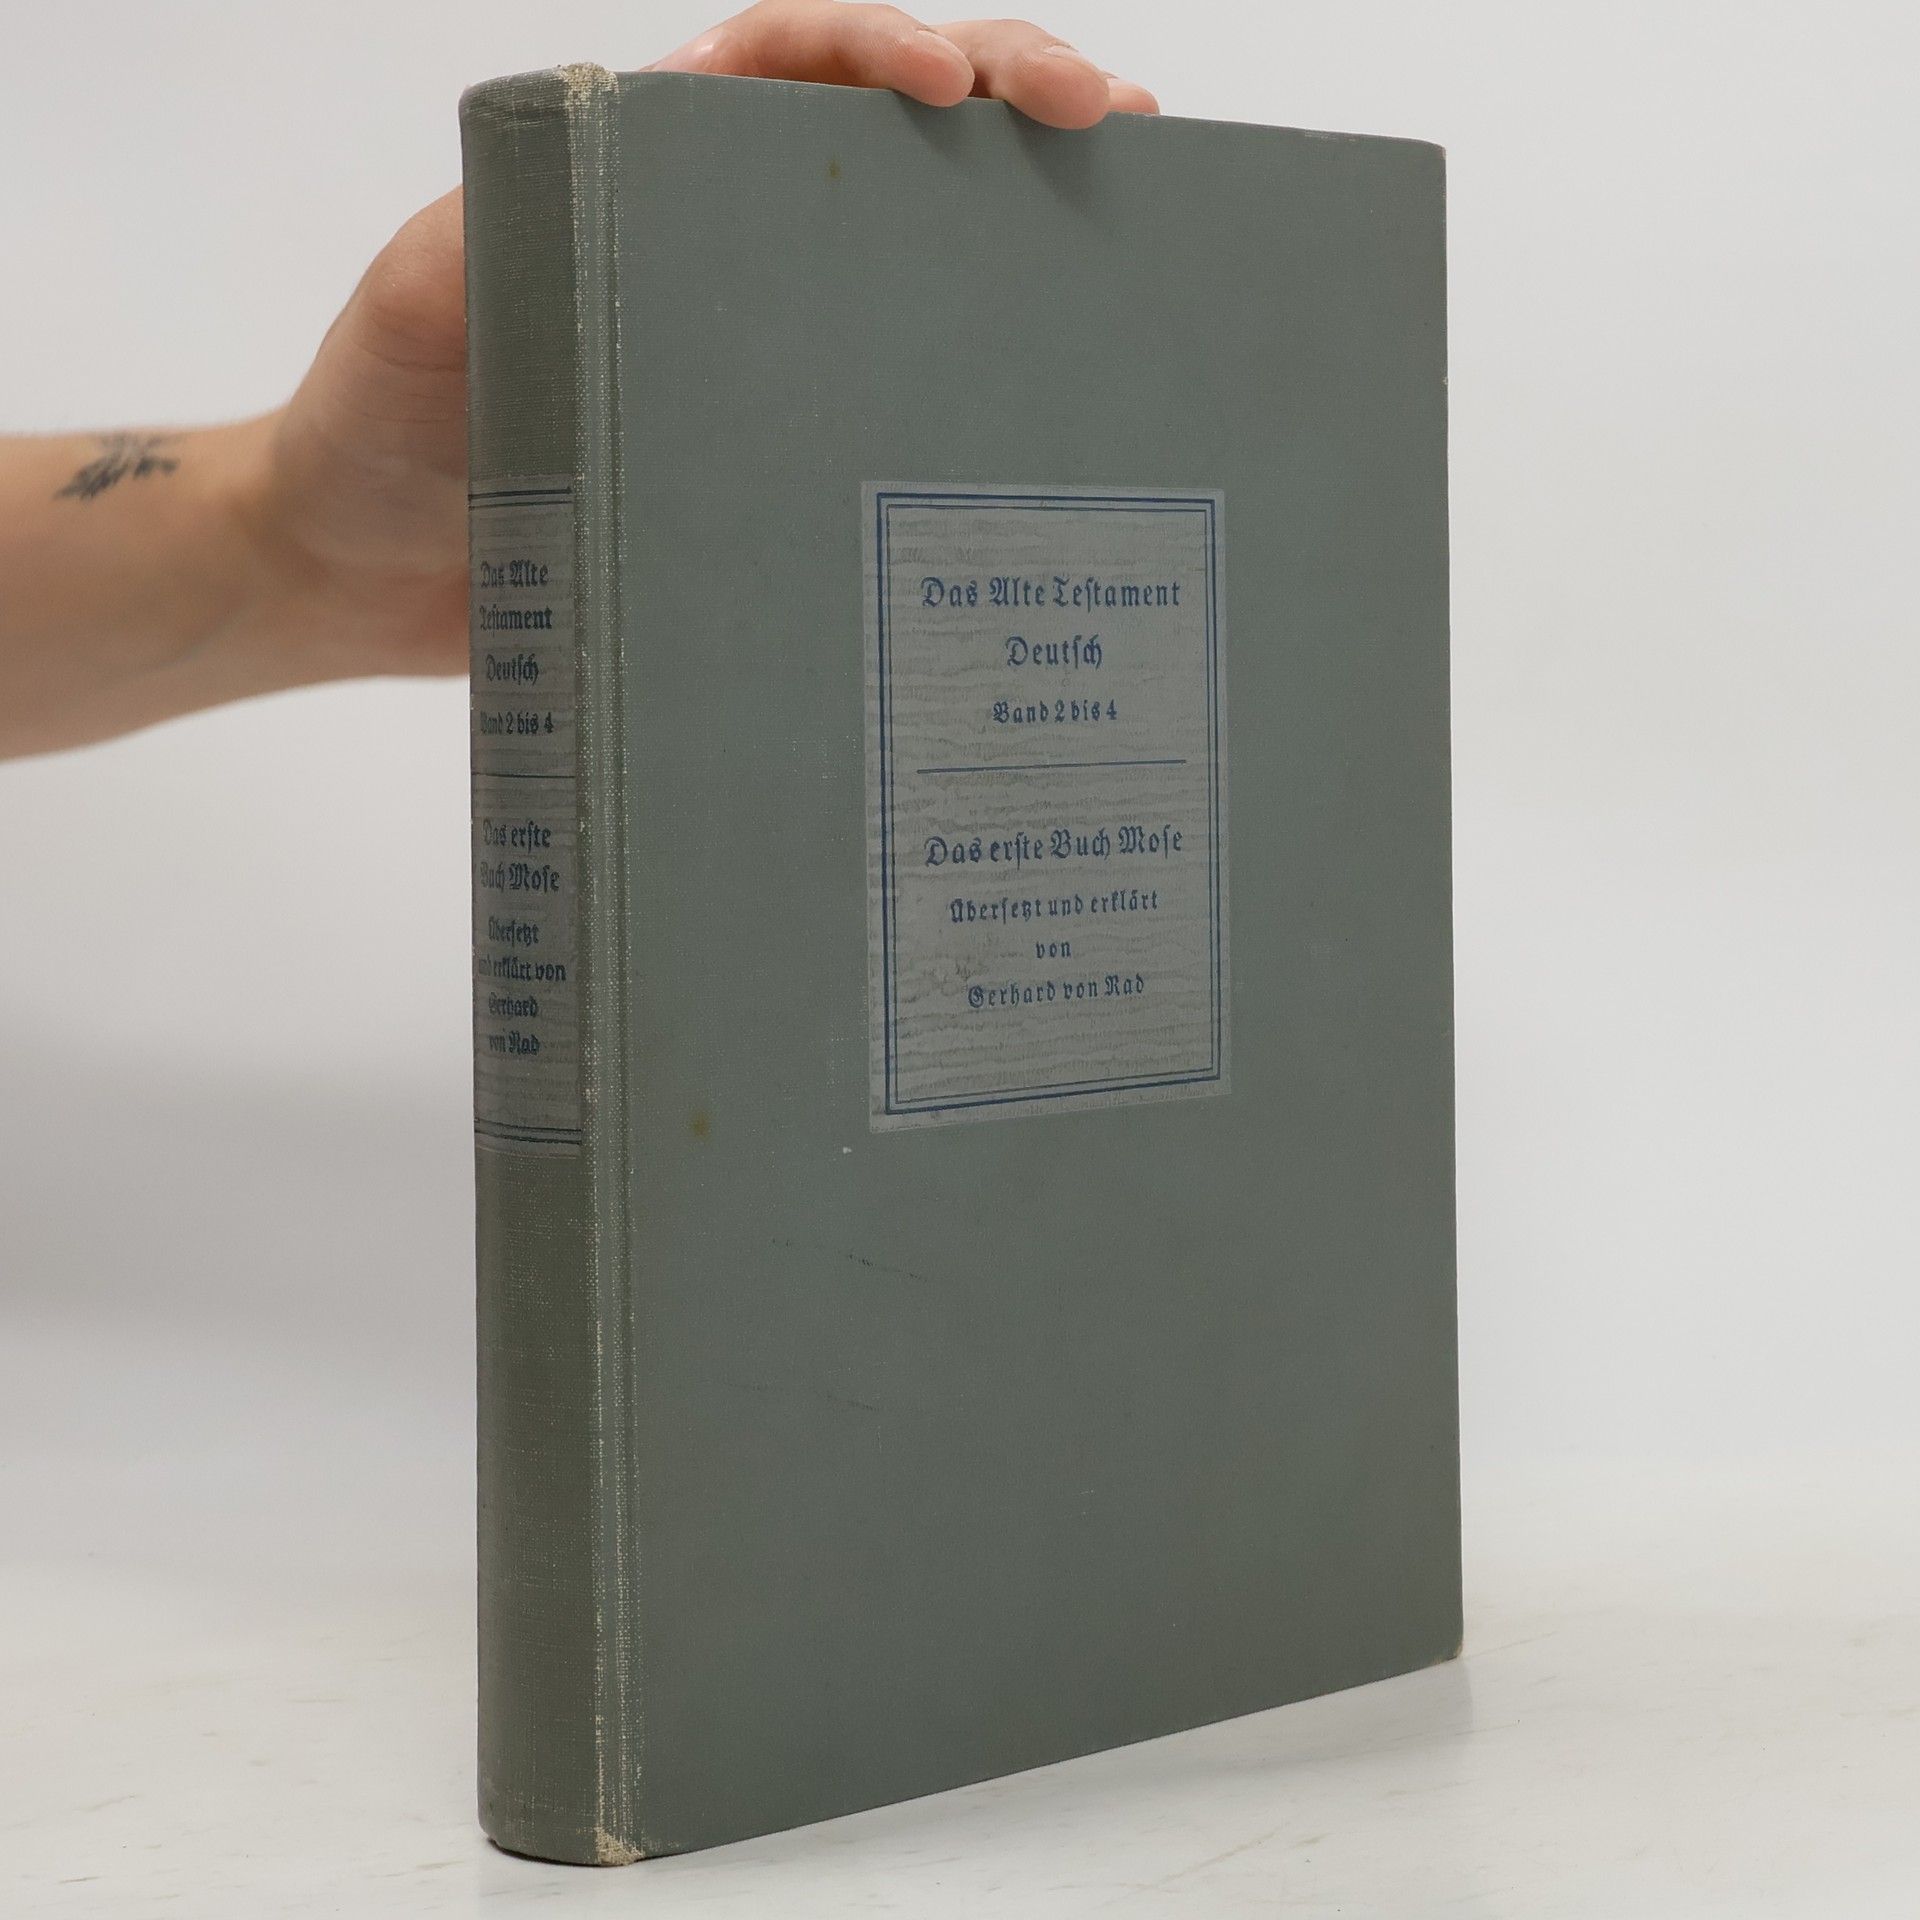 Das Alte
Testament
Deutsch
Band 2 bis 4
Das erste
Buch Mose
Übersetzt
und erklärt von
Gerhard
von Rad
Das Alte Testament
Deutsch
Band 2 bis 4
Das erste Buch Mose
Übersetzt und erklärt
von
Gerhard von Rad